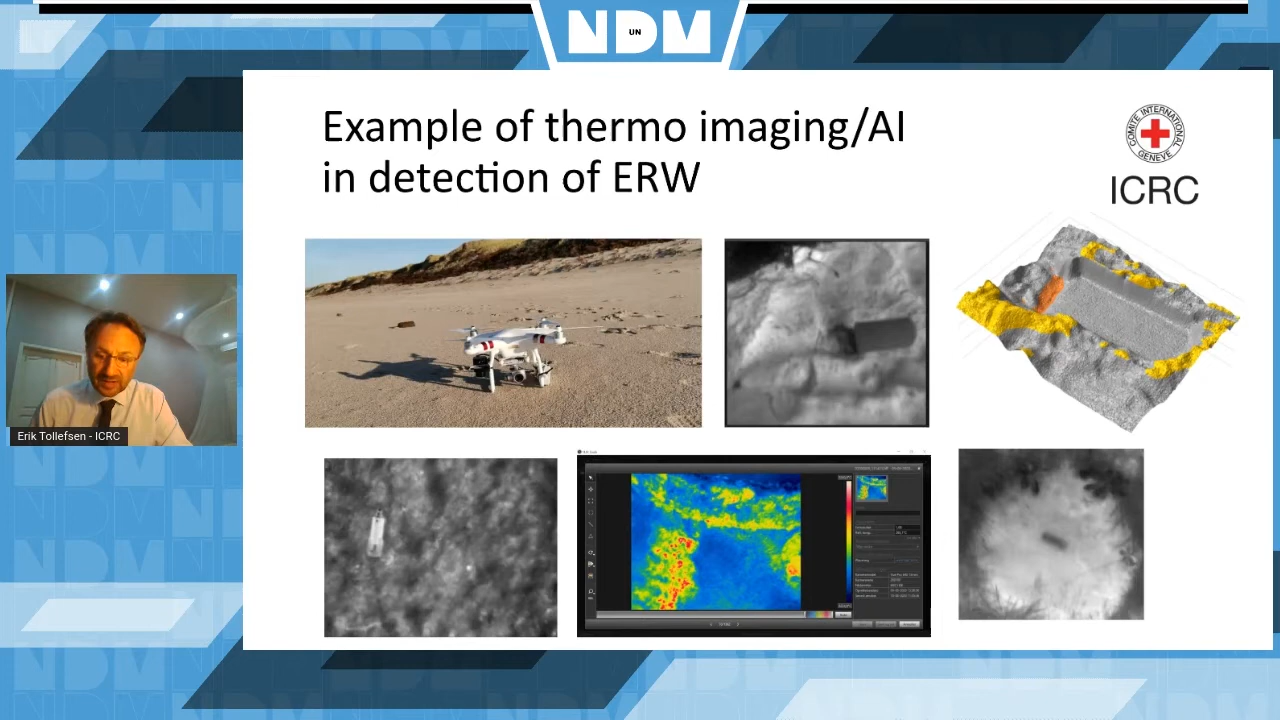 NDM
UN
Example of thermo imaging/AI
in detection of ERW
COMITE INTERNATIONAL
GENEVE
ICRC
Erik Tollefsen - ICRC